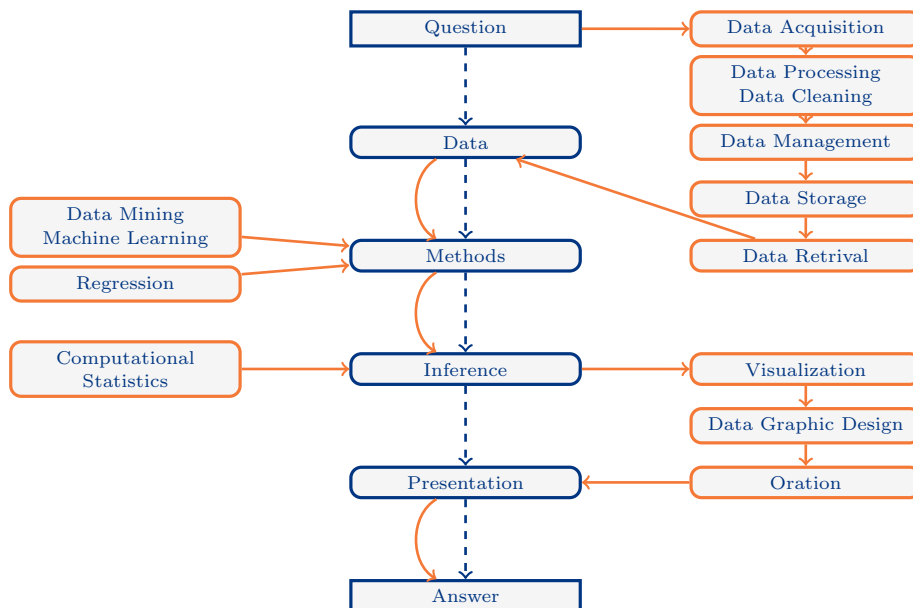 Question
Data Acquisition
Data Processing
Data Cleaning
Data
Data Management
Data Storage
Data Mining
Machine Learning
Methods
Data Retrival
Regression
Computational
Statistics
Inference
Visualization
Data Graphic Design
Presentation
Oration
Answer